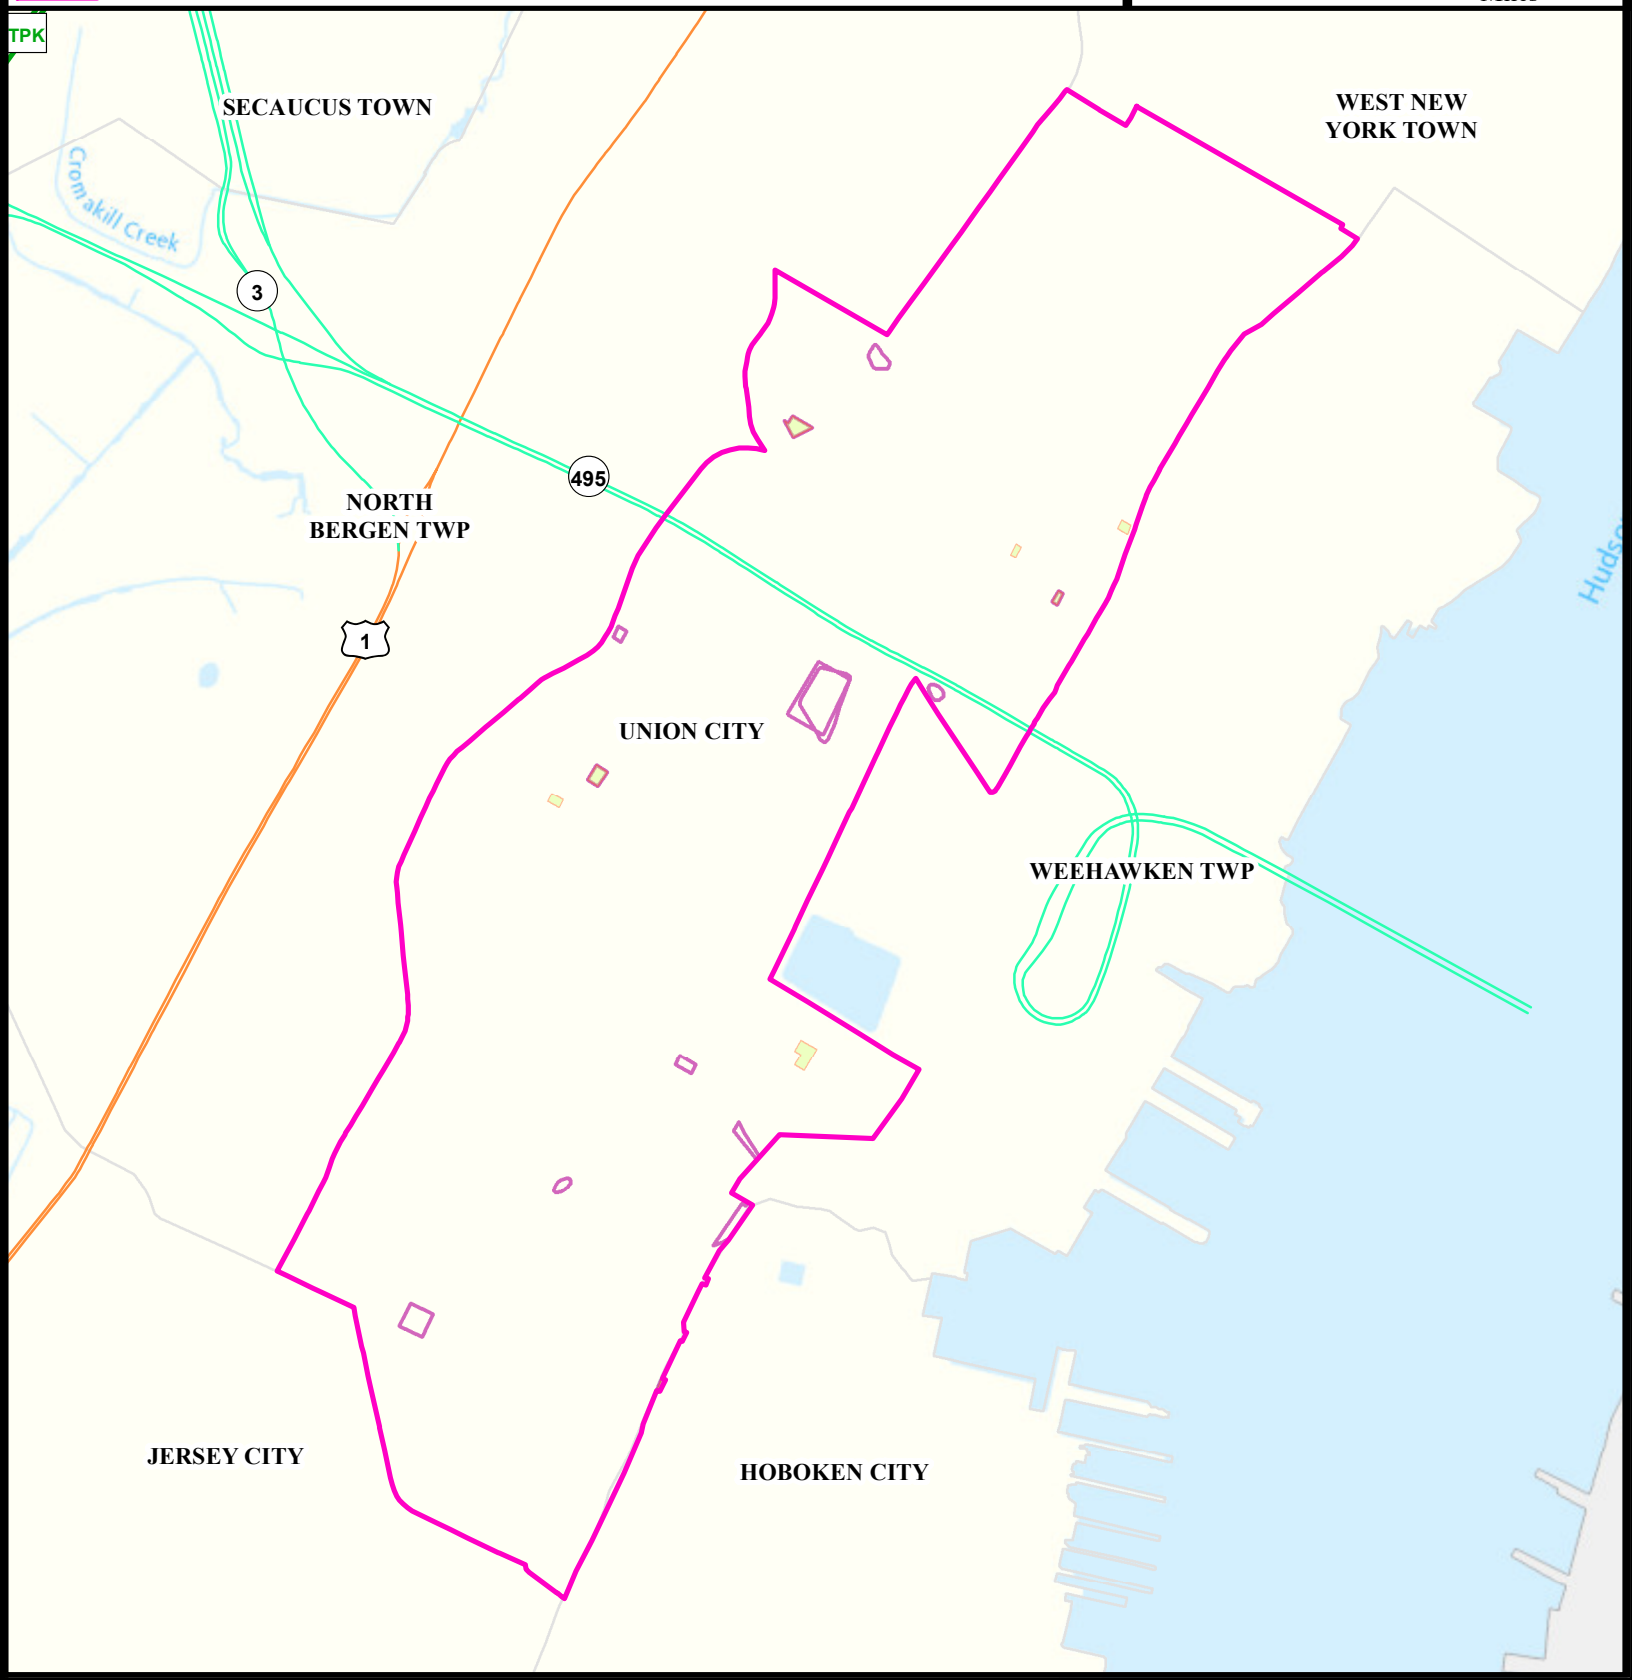 TPK
SECAUCUS TOWN
WEST NEW
YORK TOWN
Cromakill Creek
3
495
NORTH
BERGEN TWP
1
UNION CITY
WEEHAWKEN TWP
JERSEY CITY
HOBOKEN CITY